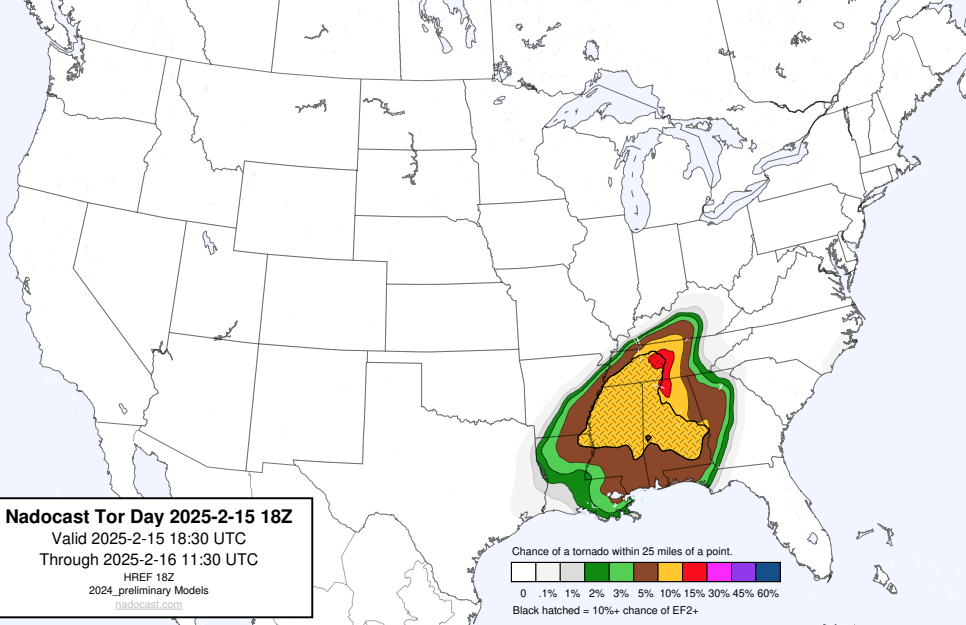 Nadocast Tor Day 2025-2-15 18Z
Valid 2025-2-15 18:30 UTC
Through 2025-2-16 11:30 UTC
HREF 18Z
2024_preliminary Models
nadocast.com
Chance of a tornado within 25 miles of a point.
0 .1% 1% 2% 3% 5% 10% 15% 30% 45% 60%
Black hatched = 10%+ chance of EF2+